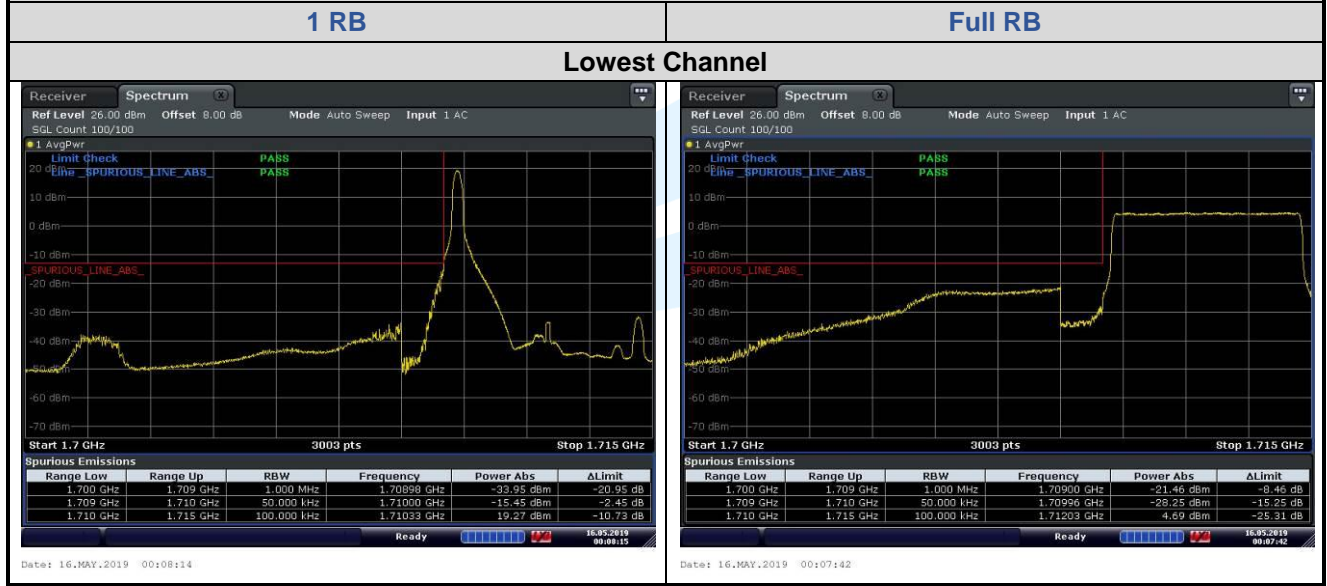 1 RB
Full RB
Lowest Channel
Receiver Spectrum
Ref Level 26.00 dBm Offset 8.00 dB Mode Auto Sweep Input 1 AC
SGL Count 100/100
1 AvgPwr
Limit Check PASS
20 dBm Line _SPURIOUS_LINE_ABS_ PASS
10 dBm
0 dBm
-10 dBm
_SPURIOUS_LINE_ABS_
-20 dBm
-30 dBm
-40 dBm
-50 dBm
-60 dBm
-70 dBm
Start 1.7 GHz 3003 pts Stop 1.715 GHz
Spurious Emissions
Range Low Range Up RBW Frequency Power Abs ΔLimit
1.700 GHz 1.709 GHz 1.000 MHz 1.70898 GHz -33.95 dBm -20.95 dB
1.709 GHz 1.710 GHz 50.000 kHz 1.71000 GHz -15.45 dBm -2.45 dB
1.710 GHz 1.715 GHz 100.000 kHz 1.71033 GHz 19.27 dBm -10.73 dB
Ready 16.05.2019
00:08:15
Date: 16.MAY.2019 00:08:14
Receiver Spectrum
Ref Level 26.00 dBm Offset 8.00 dB Mode Auto Sweep Input 1 AC
SGL Count 100/100
1 AvgPwr
Limit Check PASS
20 dBm Line _SPURIOUS_LINE_ABS_ PASS
10 dBm
0 dBm
-10 dBm
_SPURIOUS_LINE_ABS_
-20 dBm
-30 dBm
-40 dBm
-50 dBm
-60 dBm
-70 dBm
Start 1.7 GHz 3003 pts Stop 1.715 GHz
Spurious Emissions
Range Low Range Up RBW Frequency Power Abs ΔLimit
1.700 GHz 1.709 GHz 1.000 MHz 1.70900 GHz -21.46 dBm -8.46 dB
1.709 GHz 1.710 GHz 50.000 kHz 1.70996 GHz -28.25 dBm -15.25 dB
1.710 GHz 1.715 GHz 100.000 kHz 1.71203 GHz 4.69 dBm -25.31 dB
Ready 16.05.2019
00:07:42
Date: 16.MAY.2019 00:07:42